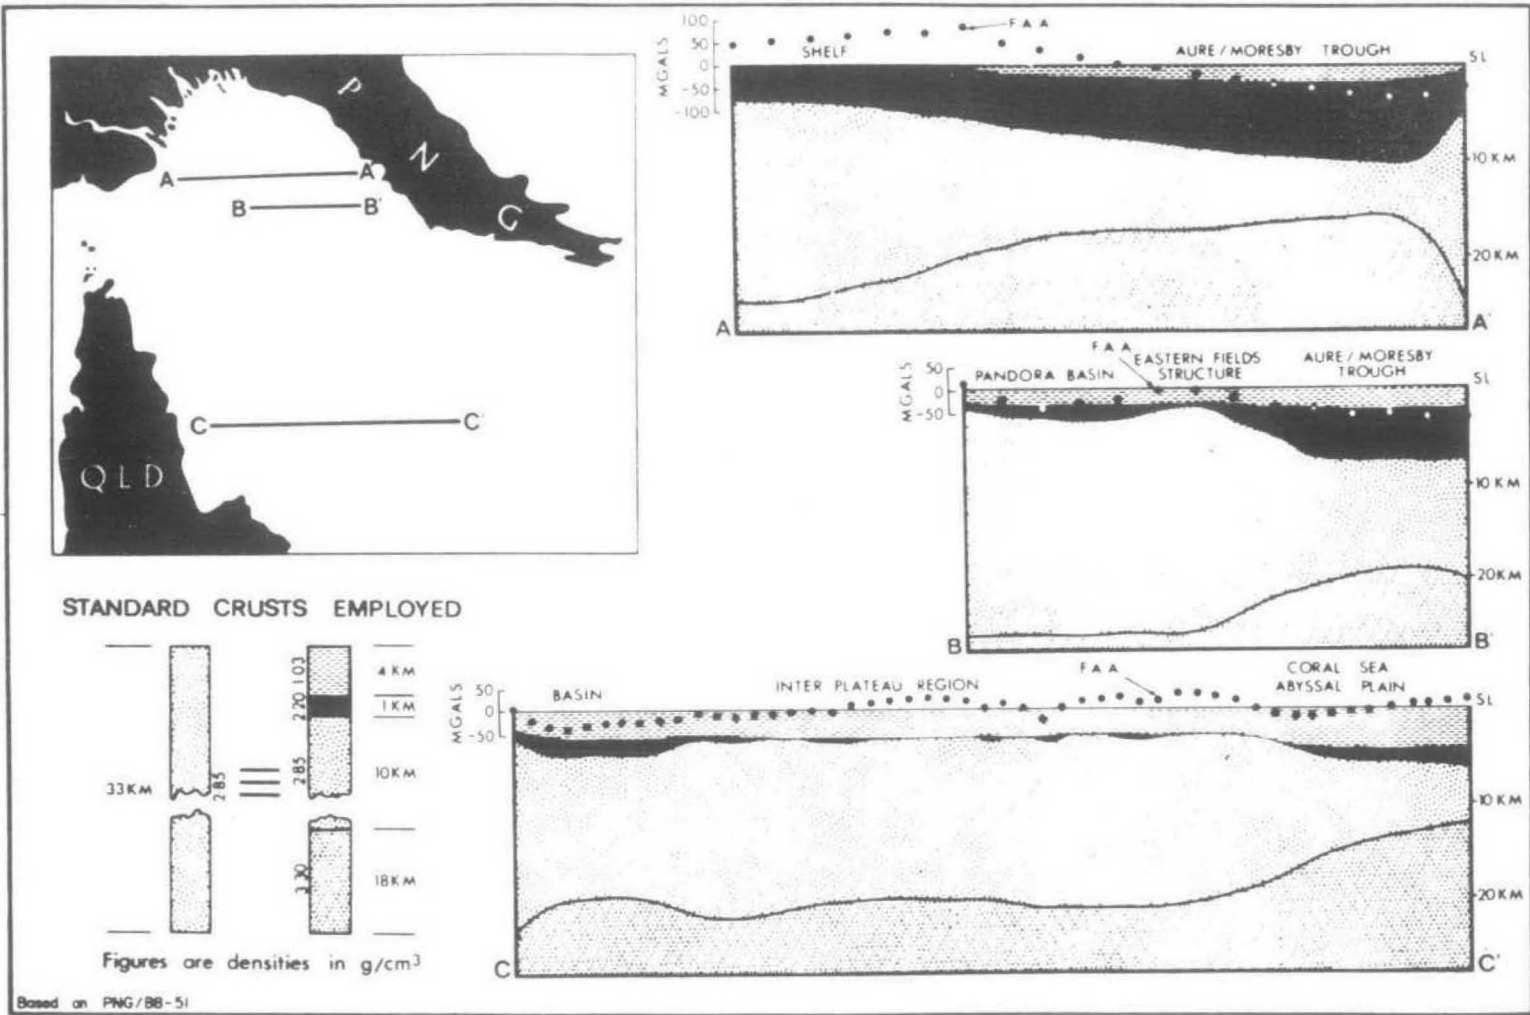 P
N
G
A A'
B B'
C C'
QLD
100
50
0
-50
-100
MGALS
SHELF
F A A
AURE/MORESBY TROUGH
S L
10 KM
20 KM
A A'
50
0
-50
MGALS
F A A
PANDORA BASIN
EASTERN FIELDS
STRUCTURE
AURE/MORESBY
TROUGH
S L
10 KM
20 KM
B B'
STANDARD CRUSTS EMPLOYED
33 KM
2.85
1.03
2.20
2.85
3.30
4 KM
1 KM
10 KM
18 KM
Figures are densities in g/cm³
50
0
-50
MGALS
BASIN
INTER PLATEAU REGION
F A A
CORAL SEA
ABYSSAL PLAIN
S L
10 KM
20 KM
C C'
Based on PNG/B8-51